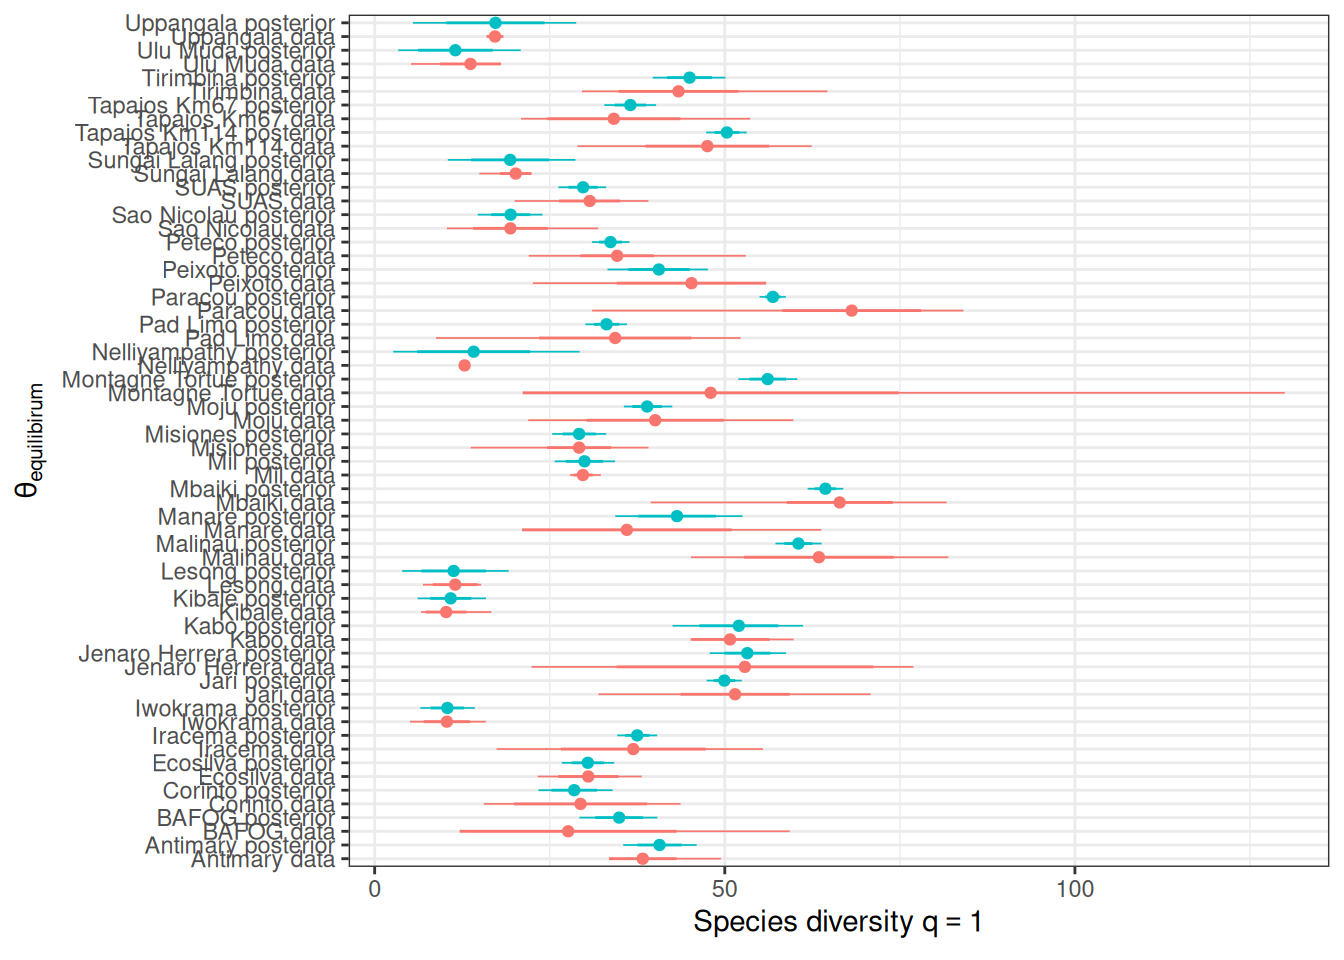 Uppangala posterior
Uppangala data
Ulu Muda posterior
Ulu Muda data
Tirimbina posterior
Tirimbina data
Tapajos Km67 posterior
Tapajos Km67 data
Tapajos Km114 posterior
Tapajos Km114 data
Sungai Lalang posterior
Sungai Lalang data
SUAS posterior
SUAS data
Sao Nicolau posterior
Sao Nicolau data
Peteco posterior
Peteco data
Peixoto posterior
Peixoto data
Paracou posterior
Paracou data
Pad Limo posterior
Pad Limo data
Nelliyampathy posterior
Nelliyampathy data
Montagne Tortue posterior
Montagne Tortue data
Moju posterior
Moju data
Misiones posterior
Misiones data
Mil posterior
Mil data
Mbaiki posterior
Mbaiki data
Manare posterior
Manare data
Malinau posterior
Malinau data
Lesong posterior
Lesong data
Kibale posterior
Kibale data
Kabo posterior
Kabo data
Jenaro Herrera posterior
Jenaro Herrera data
Jari posterior
Jari data
Iwokrama posterior
Iwokrama data
Iracema posterior
Iracema data
Ecosilva posterior
Ecosilva data
Corinto posterior
Corinto data
BAFOG posterior
BAFOG data
Antimary posterior
Antimary data
θequilibirum
0 50 100
Species diversity q = 1